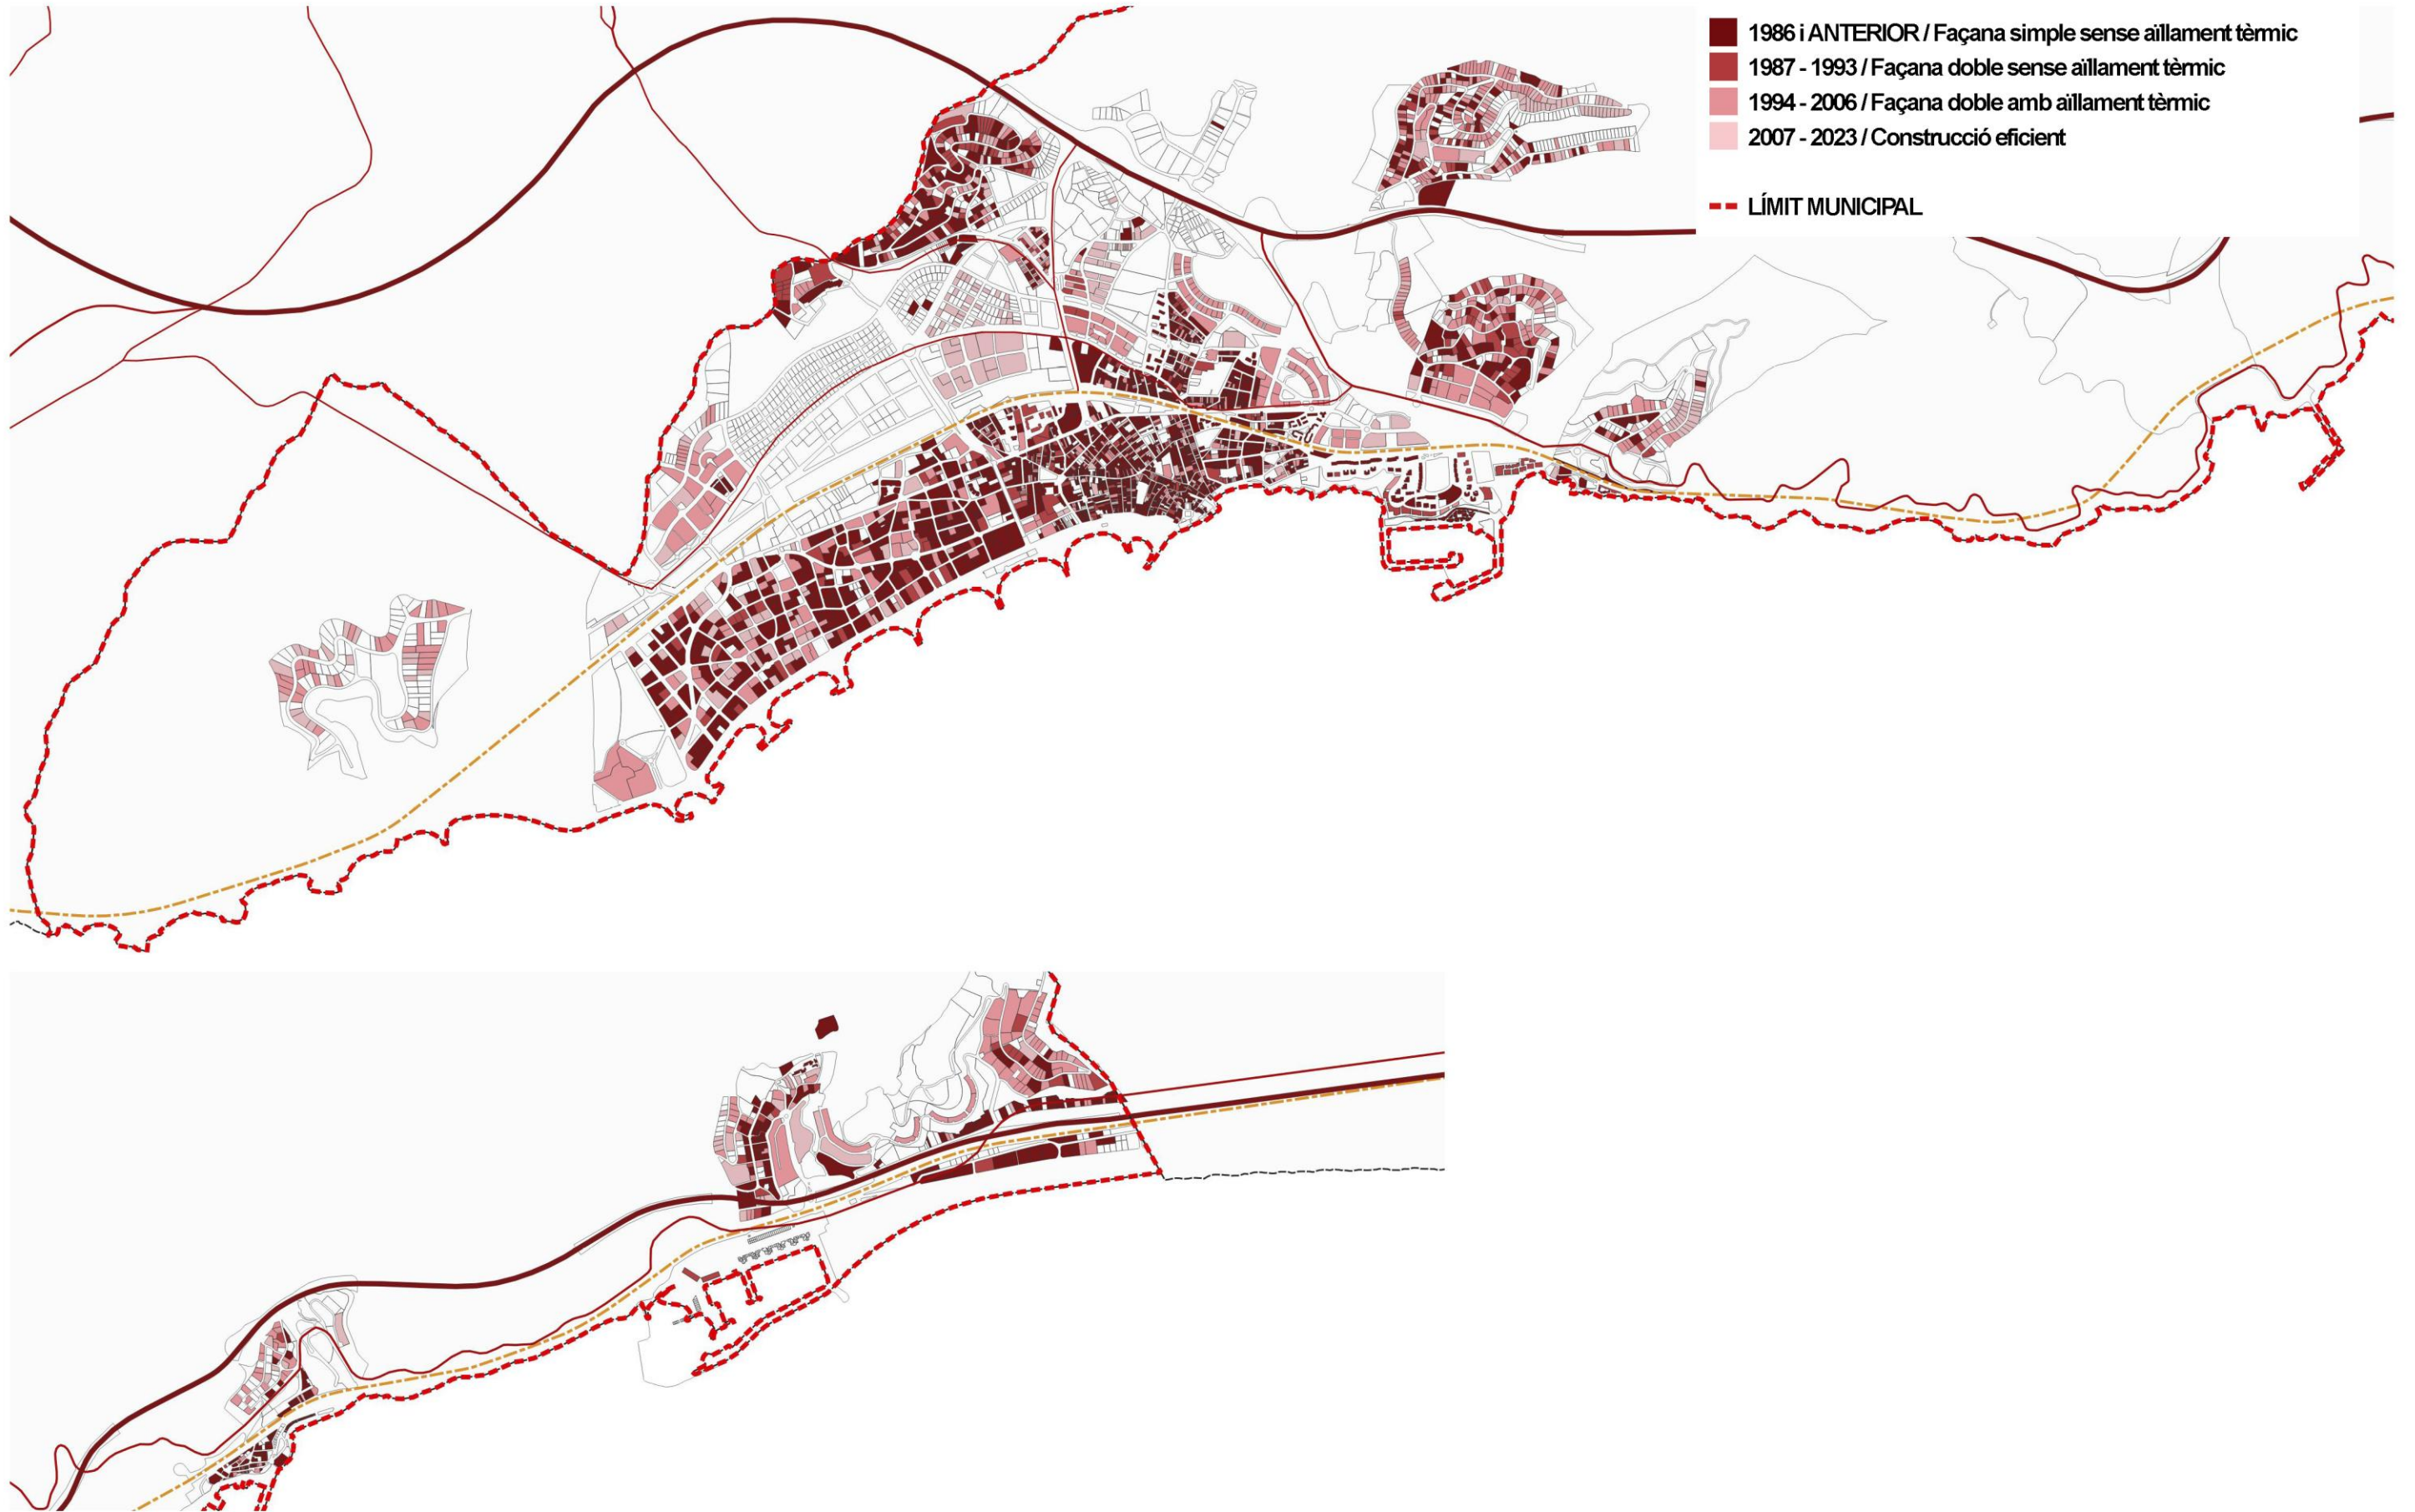 1986 i ANTERIOR / Façana simple sense aïllament tèrmic
1987 - 1993 / Façana doble sense aïllament tèrmic
1994 - 2006 / Façana doble amb aïllament tèrmic
2007 - 2023 / Construcció eficient
LÍMIT MUNICIPAL